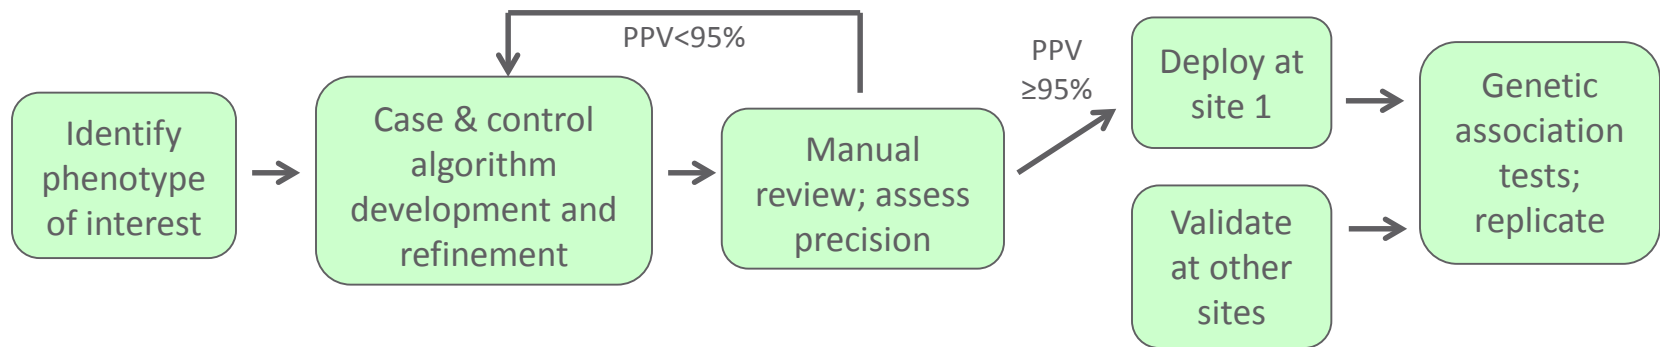 Identify
phenotype
of interest
Case & control
algorithm
development and
refinement
PPV<95%
Manual
review; assess
precision
PPV
≥95%
Deploy at
site 1
Validate
at other
sites
Genetic
association
tests;
replicate